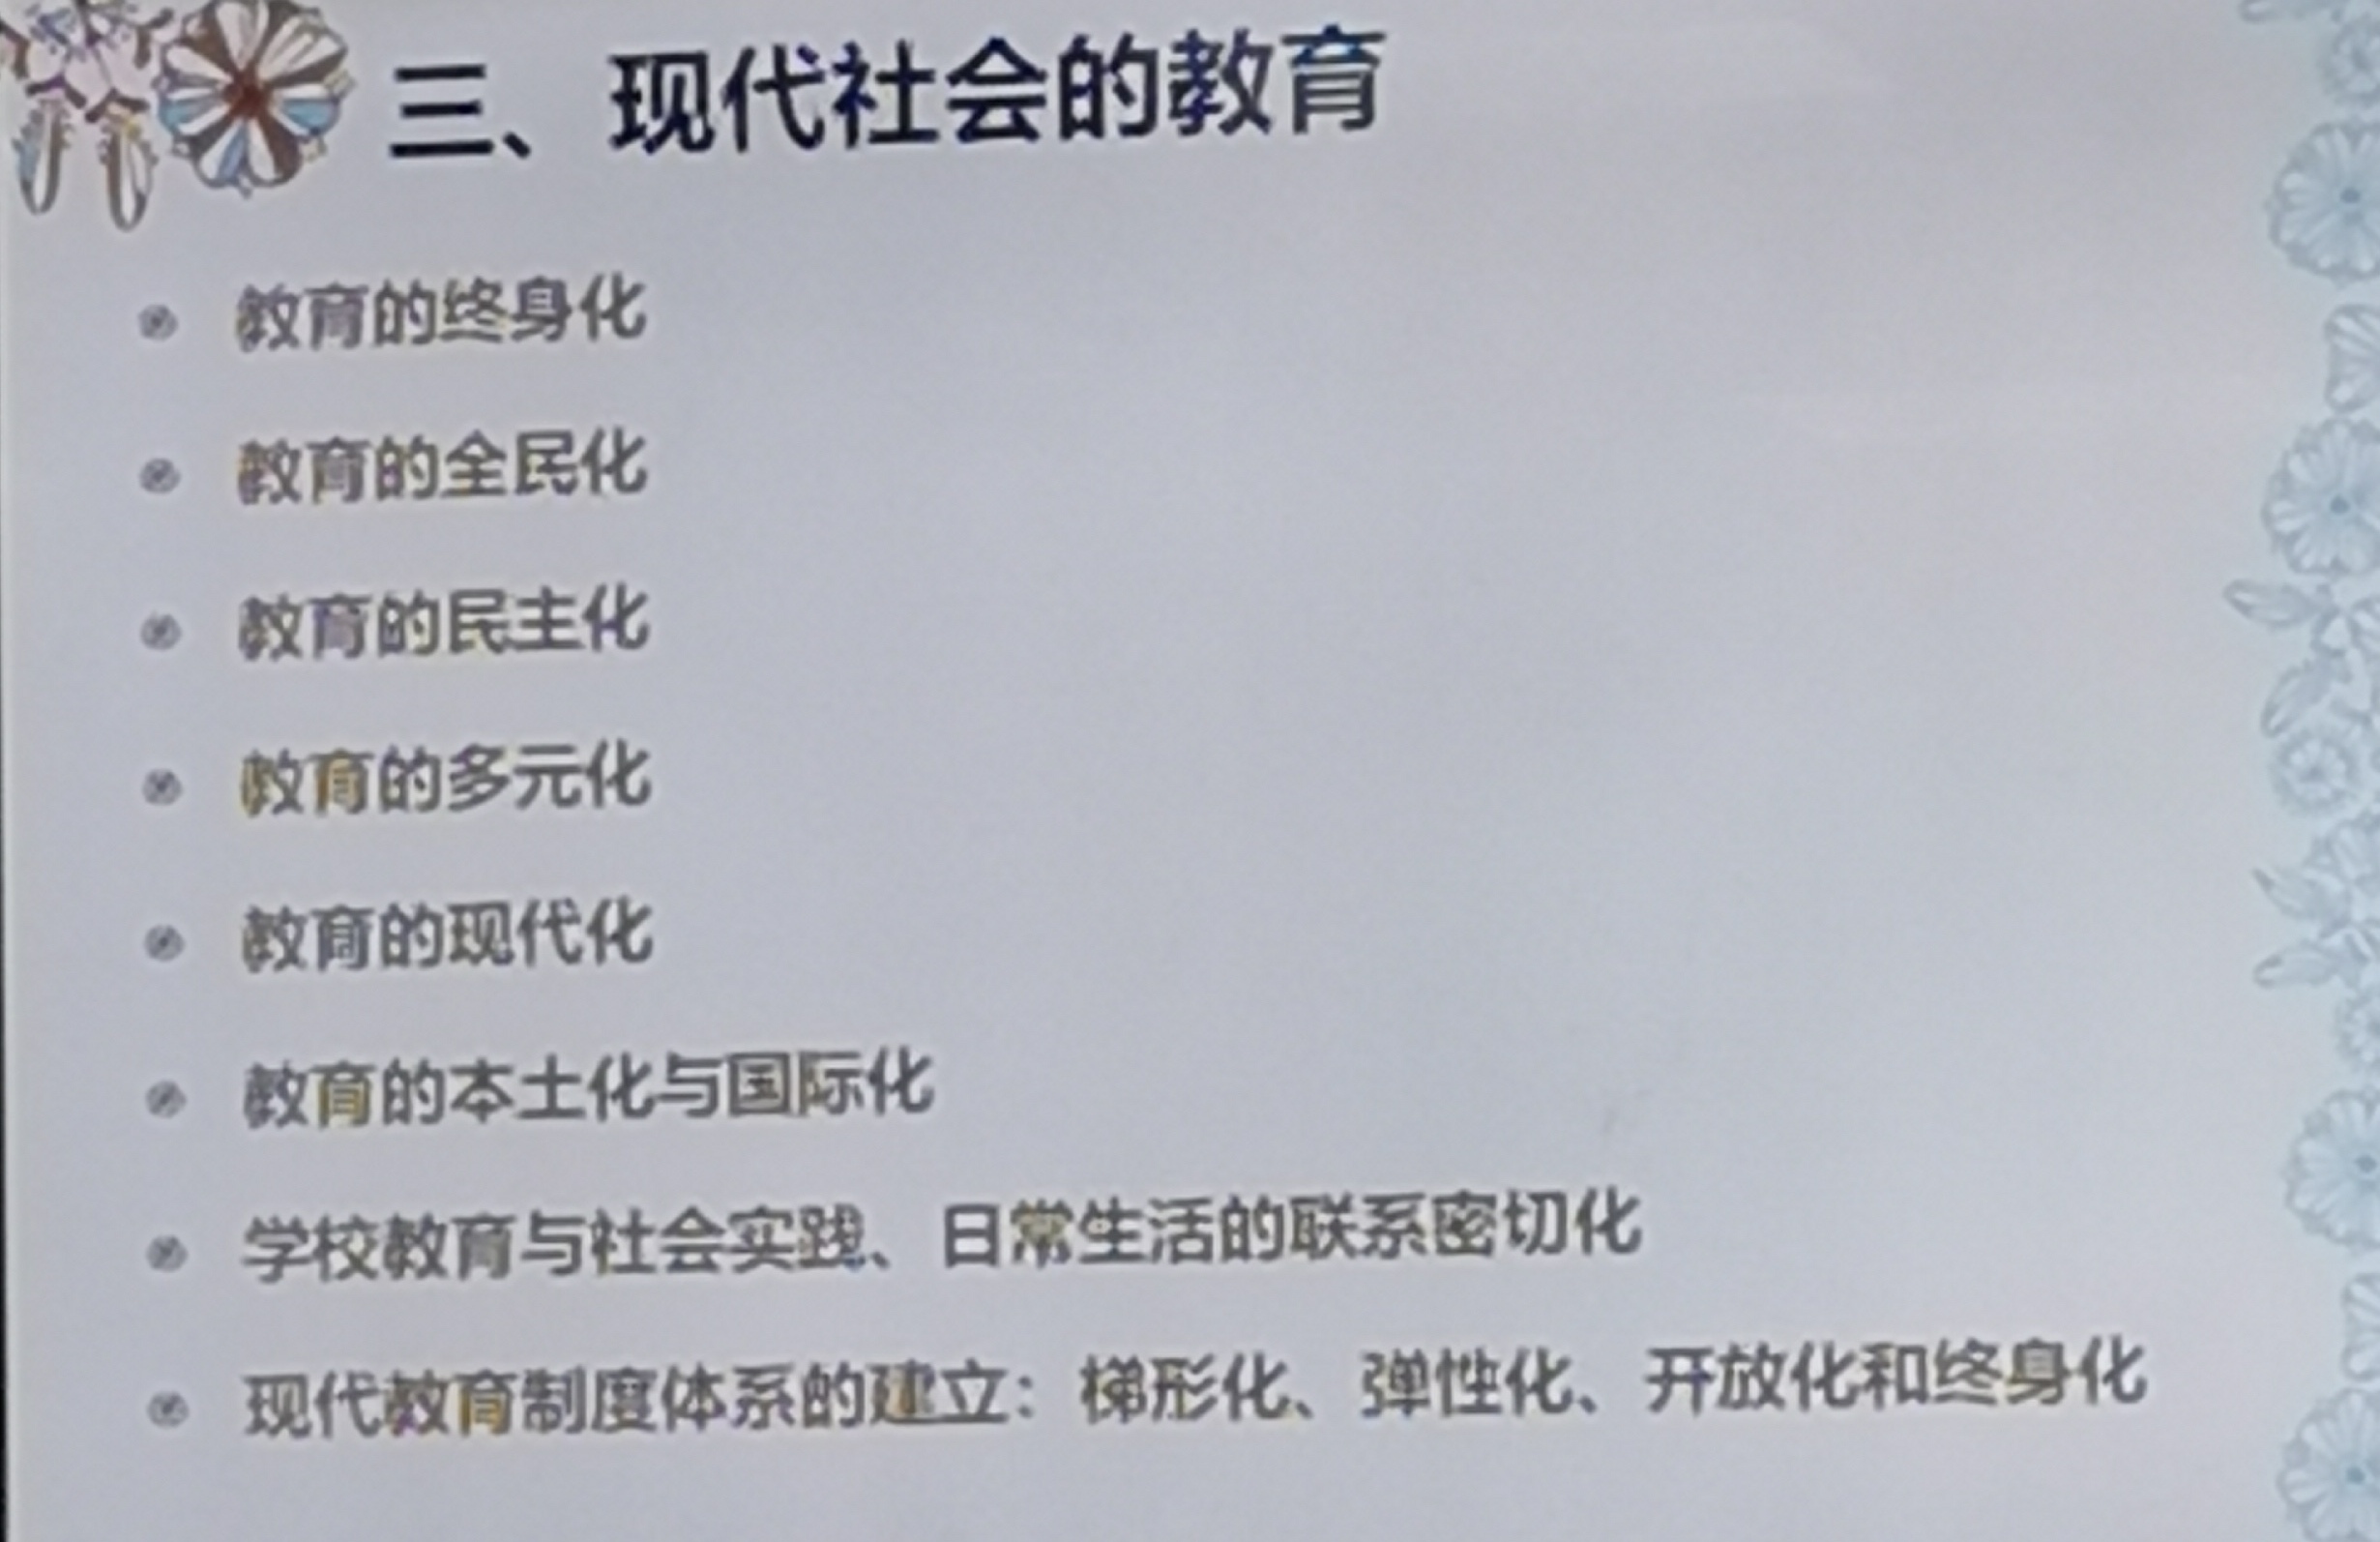 三、现代社会的教育
教育的终身化
教育的全民化
教育的民主化
教育的多元化
教育的现代化
教育的本土化与国际化
学校教育与社会实践、日常生活的联系密切化
现代教育制度体系的建立：梯形化、弹性化、开放化和终身化